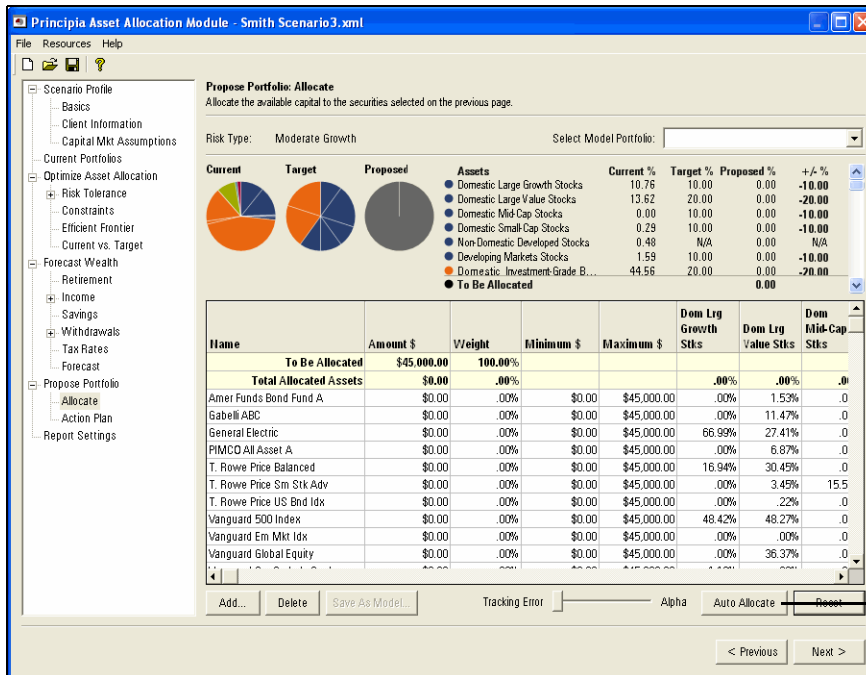 Principia Asset Allocation Module - Smith Scenario3.xml
File Resources Help
Scenario Profile
Basics
Client Information
Capital Mkt Assumptions
Current Portfolios
Optimize Asset Allocation
Risk Tolerance
Constraints
Efficient Frontier
Current vs. Target
Forecast Wealth
Retirement
Income
Savings
Withdrawals
Tax Rates
Forecast
Propose Portfolio
Allocate
Action Plan
Report Settings
Propose Portfolio: Allocate
Allocate the available capital to the securities selected on the previous page.
Risk Type: Moderate Growth Select Model Portfolio:
Current Target Proposed
Assets Current % Target % Proposed % +/- %
Domestic Large Growth Stocks 10.76 10.00 0.00 -10.00
Domestic Large Value Stocks 13.62 20.00 0.00 -20.00
Domestic Mid-Cap Stocks 0.00 10.00 0.00 -10.00
Domestic Small-Cap Stocks 0.29 10.00 0.00 -10.00
Non-Domestic Developed Stocks 0.48 N/A 0.00 N/A
Developing Markets Stocks 1.59 10.00 0.00 -10.00
Domestic Investment-Grade B... 44.56 20.00 0.00 -20.00
To Be Allocated 0.00
Name Amount $ Weight Minimum $ Maximum $ Dom Lrg Growth Stks Dom Lrg Value Stks Dom Mid-Cap Stks
To Be Allocated $45,000.00 100.00%
Total Allocated Assets $0.00 .00% .00% .00% .0
Amer Funds Bond Fund A $0.00 .00% $0.00 $45,000.00 .00% 1.53% .0
Gabelli ABC $0.00 .00% $0.00 $45,000.00 .00% 11.47% .0
General Electric $0.00 .00% $0.00 $45,000.00 66.99% 27.41% .0
PIMCO All Asset A $0.00 .00% $0.00 $45,000.00 .00% 6.87% .0
T. Rowe Price Balanced $0.00 .00% $0.00 $45,000.00 16.94% 30.45% .0
T. Rowe Price Sm Stk Adv $0.00 .00% $0.00 $45,000.00 .00% 3.45% 15.5
T. Rowe Price US Bnd Idx $0.00 .00% $0.00 $45,000.00 .00% .22% .0
Vanguard 500 Index $0.00 .00% $0.00 $45,000.00 48.42% 48.27% .0
Vanguard Em Mkt Idx $0.00 .00% $0.00 $45,000.00 .00% .00% .0
Vanguard Global Equity $0.00 .00% $0.00 $45,000.00 .00% 36.37% .0
Add... Delete Save As Model... Tracking Error Alpha Auto Allocate Reset
< Previous Next >